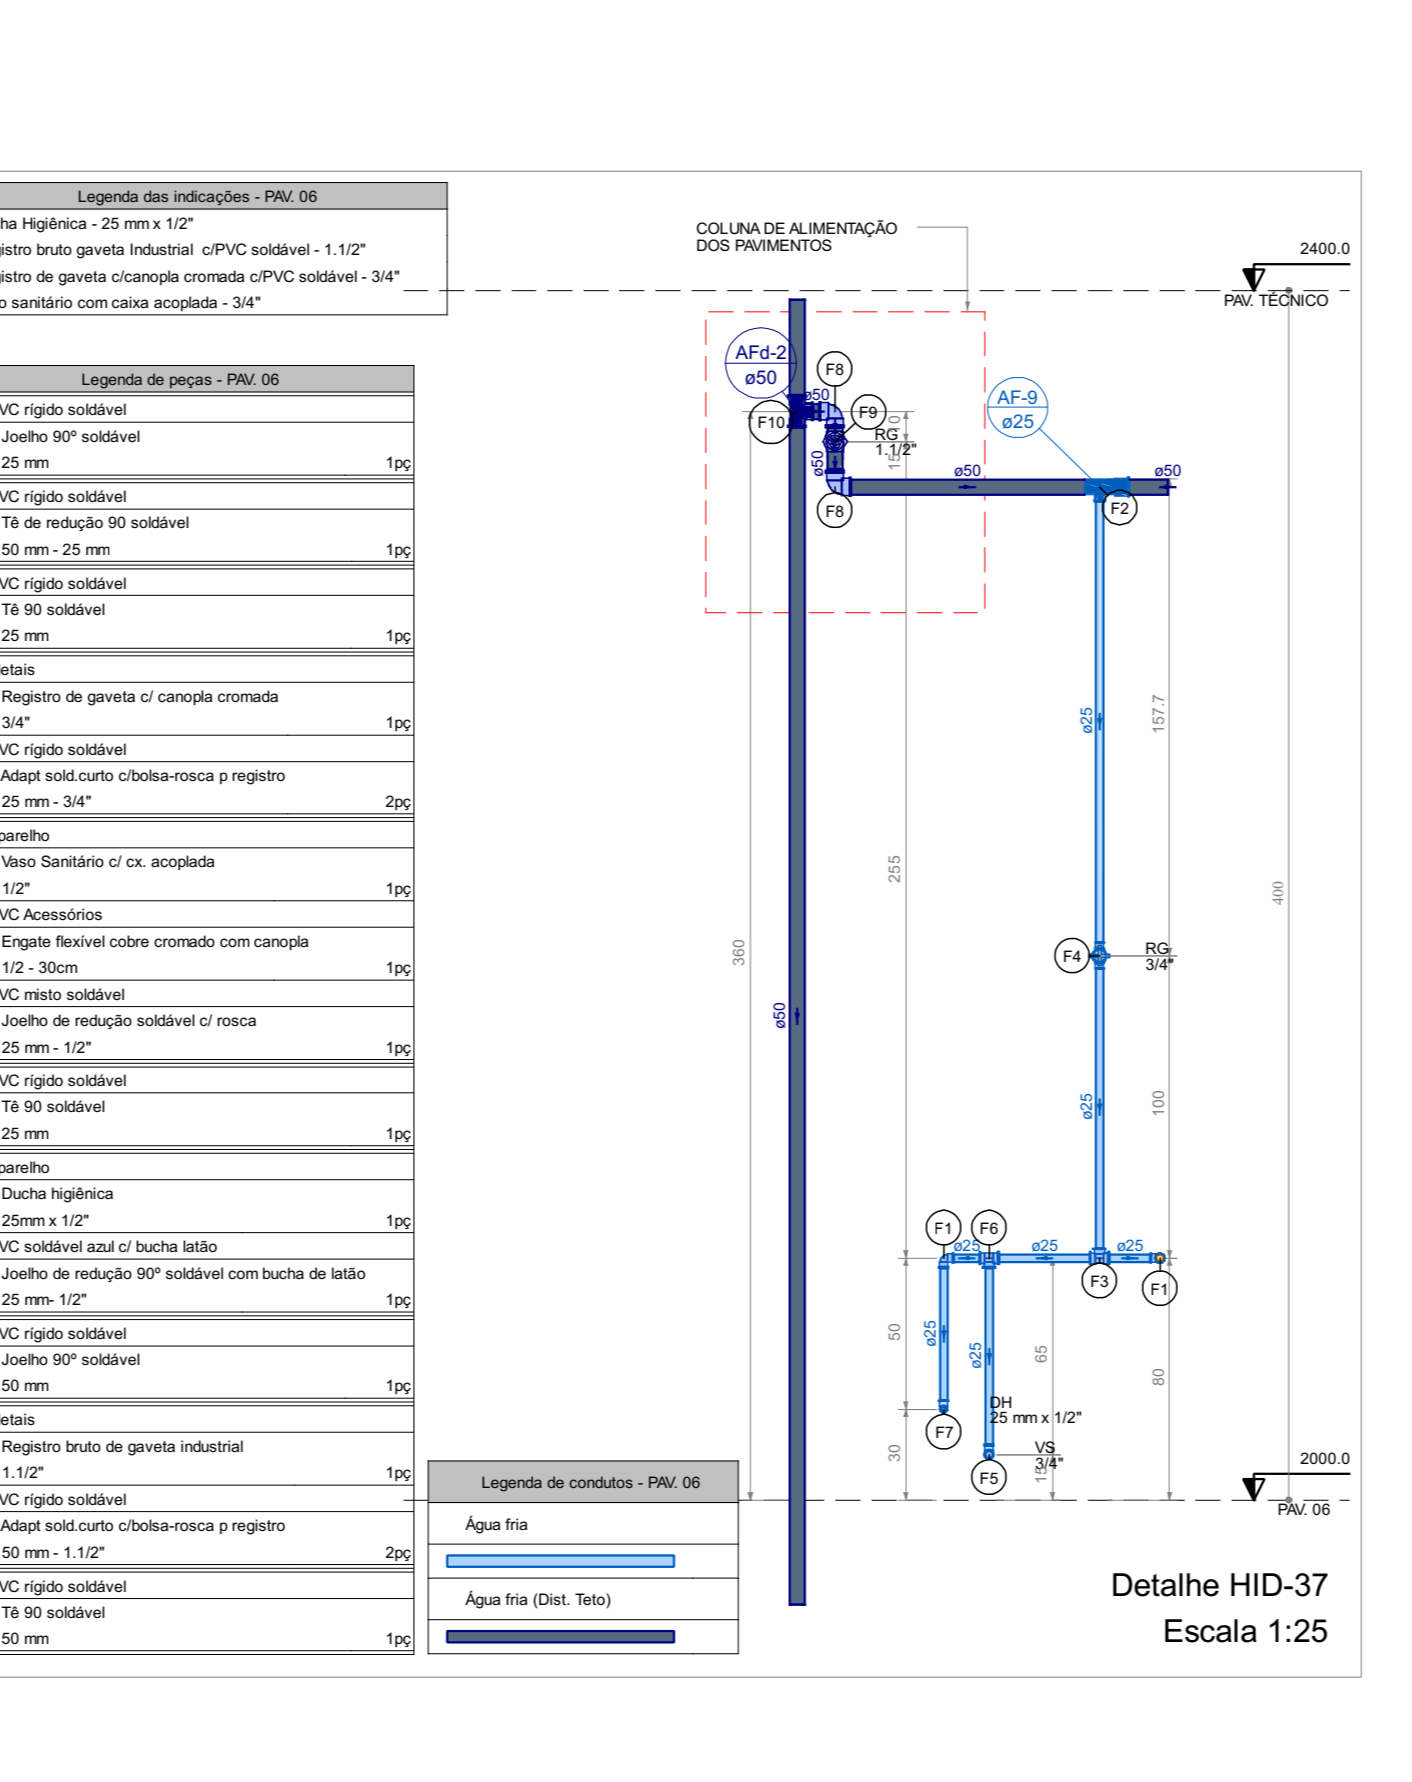 Legenda das indicações - PAV. 06
ha Higiênica - 25 mm x 1/2"
gistro bruto gaveta Industrial c/PVC soldável - 1.1/2"
gistro de gaveta c/canopla cromada c/PVC soldável - 3/4"
o sanitário com caixa acoplada - 3/4"
Legenda de peças - PAV. 06
VC rígido soldável
Joelho 90º soldável
25 mm 1pç
VC rígido soldável
Tê de redução 90 soldável
50 mm - 25 mm 1pç
VC rígido soldável
Tê 90 soldável
25 mm 1pç
etais
Registro de gaveta c/ canopla cromada
3/4" 1pç
VC rígido soldável
Adapt sold.curto c/bolsa-rosca p registro
25 mm - 3/4" 2pç
parelho
Vaso Sanitário c/ cx. acoplada
1/2" 1pç
VC Acessórios
Engate flexível cobre cromado com canopla
1/2 - 30cm 1pç
VC misto soldável
Joelho de redução soldável c/ rosca
25 mm - 1/2" 1pç
VC rígido soldável
Tê 90 soldável
25 mm 1pç
parelho
Ducha higiênica
25mm x 1/2" 1pç
VC soldável azul c/ bucha latão
Joelho de redução 90º soldável com bucha de latão
25 mm- 1/2" 1pç
VC rígido soldável
Joelho 90º soldável
50 mm 1pç
etais
Registro bruto de gaveta industrial
1.1/2" 1pç
VC rígido soldável
Adapt sold.curto c/bolsa-rosca p registro
50 mm - 1.1/2" 2pç
VC rígido soldável
Tê 90 soldável
50 mm 1pç
Legenda de condutos - PAV. 06
Água fria
Água fria (Dist. Teto)
COLUNA DE ALIMENTAÇÃO
DOS PAVIMENTOS
2400.0
PAV. TÉCNICO
AFd-2
ø50
F8
ø50
F9
F10
10
RG
1.1/2"
15
ø50
F8
AF-9
ø25
ø50
ø50
F2
ø25
157.7
255
400
360
F4
RG
3/4"
ø50
ø25
100
F1
F6
ø25
ø25
ø25
F3
F1
50
ø25
ø25
65
80
DH
25 mm x 1/2"
F7
30
VS
3/4"
15
F5
2000.0
PAV. 06
Detalhe HID-37
Escala 1:25